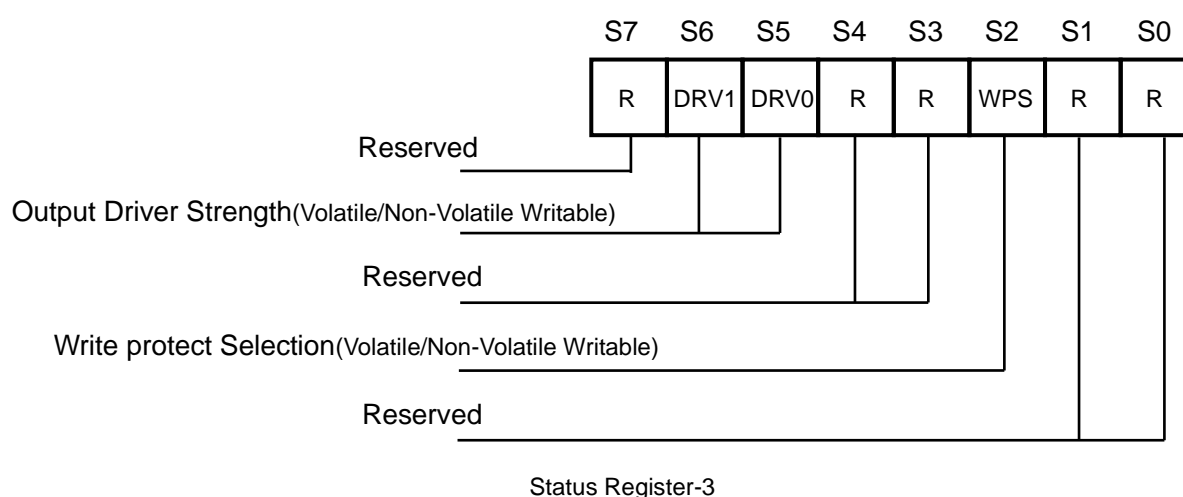 S7 S6 S5 S4 S3 S2 S1 S0
R DRV1 DRV0 R R WPS R R
Reserved
Output Driver Strength(Volatile/Non-Volatile Writable)
Reserved
Write protect Selection(Volatile/Non-Volatile Writable)
Reserved
Status Register-3